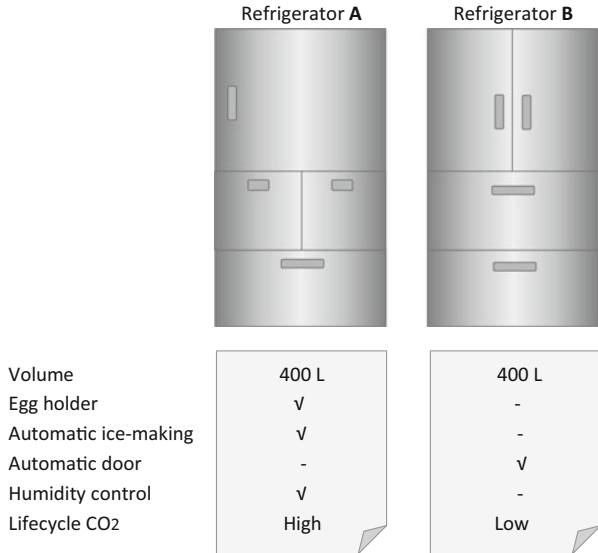 Refrigerator A Refrigerator B
Volume 400 L 400 L
Egg holder √ -
Automatic ice-making √ -
Automatic door - √
Humidity control √ -
Lifecycle CO2 High Low